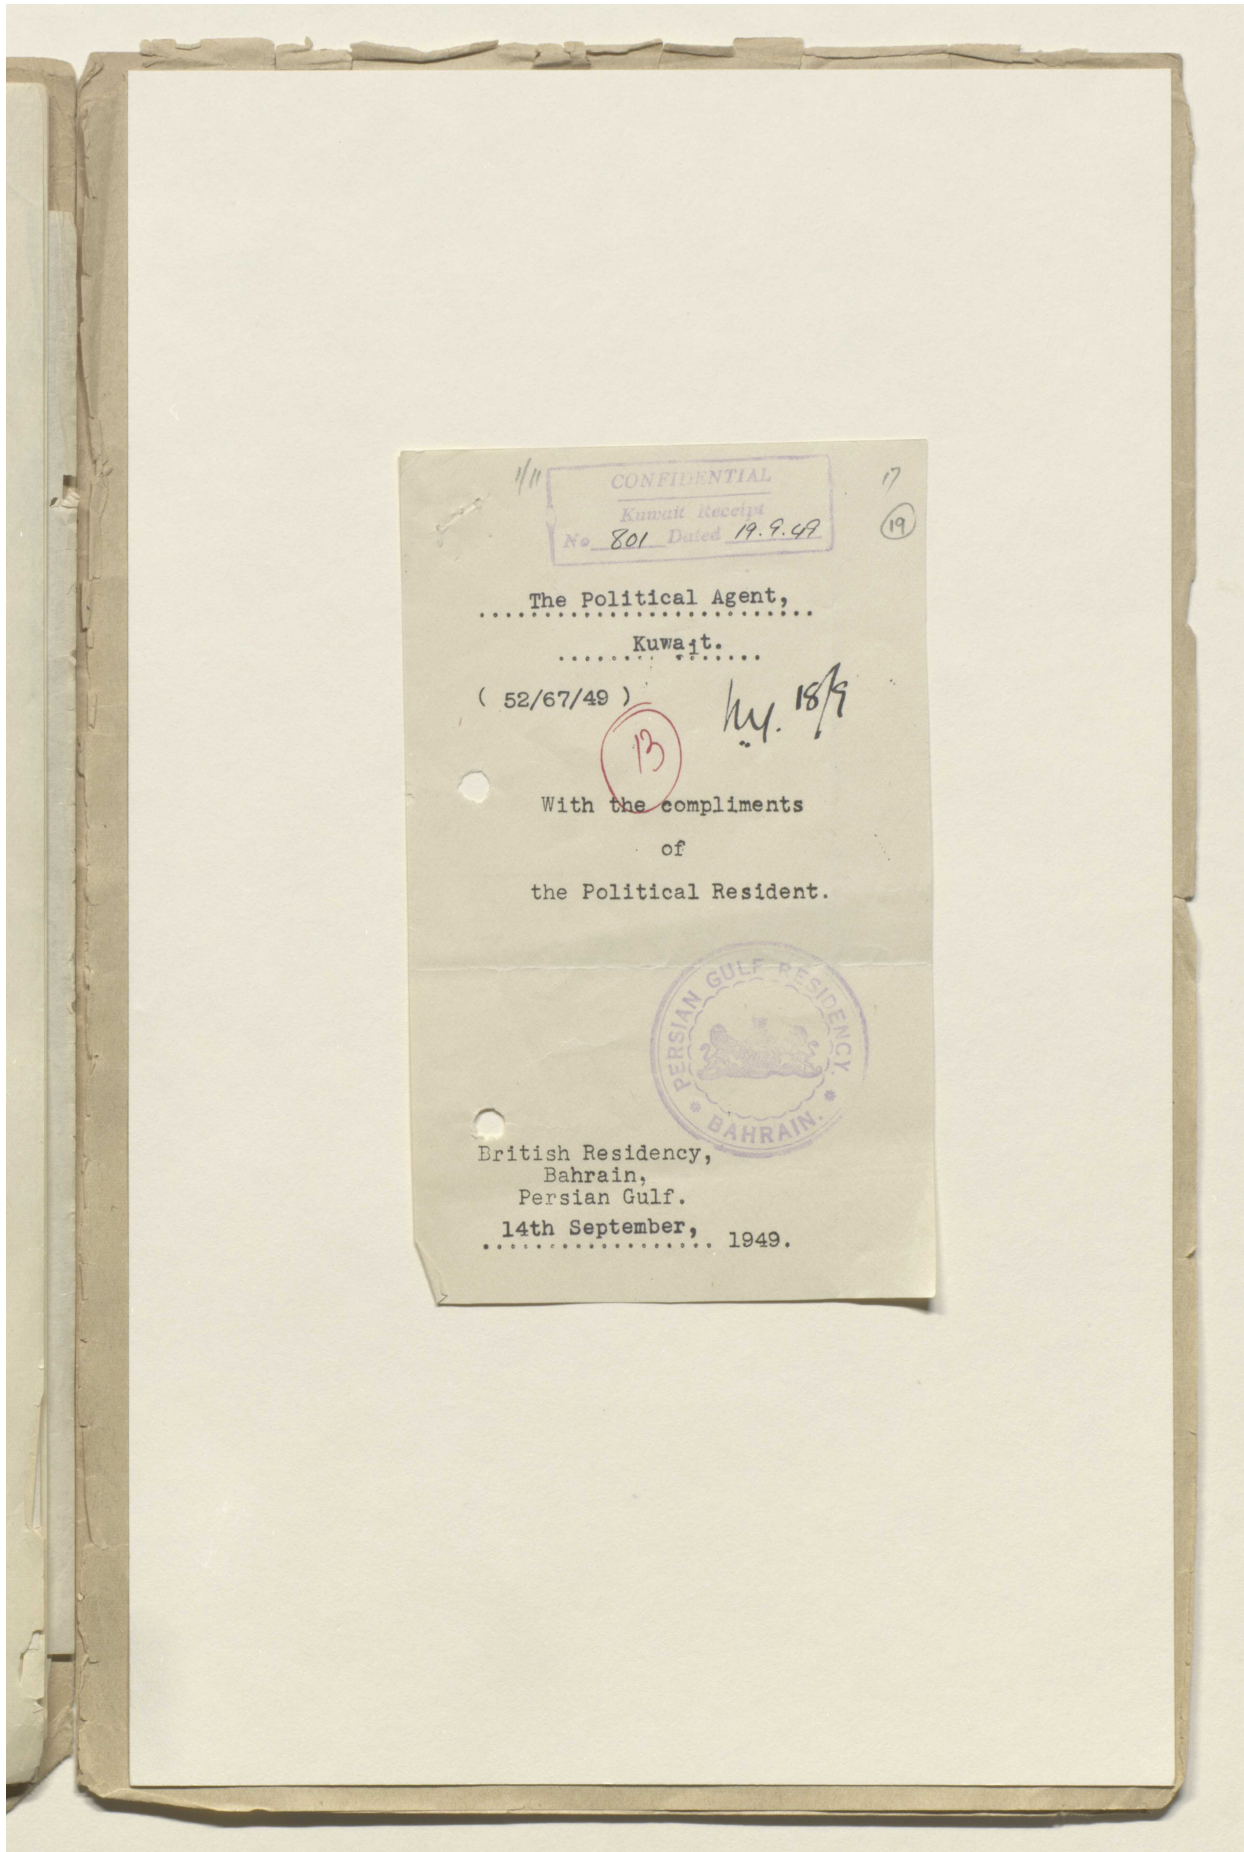 1/11
CONFIDENTIAL
17
Kuwait Receipt
19
No 801 Dated 19.9.49
The Political Agent,
Kuwait.
( 52/67/49 )
18/9
13
With the compliments
of
the Political Resident.
PERSIAN GULF RESIDENCY.
* BAHRAIN. *
British Residency,
Bahrain,
Persian Gulf.
14th September, 1949.